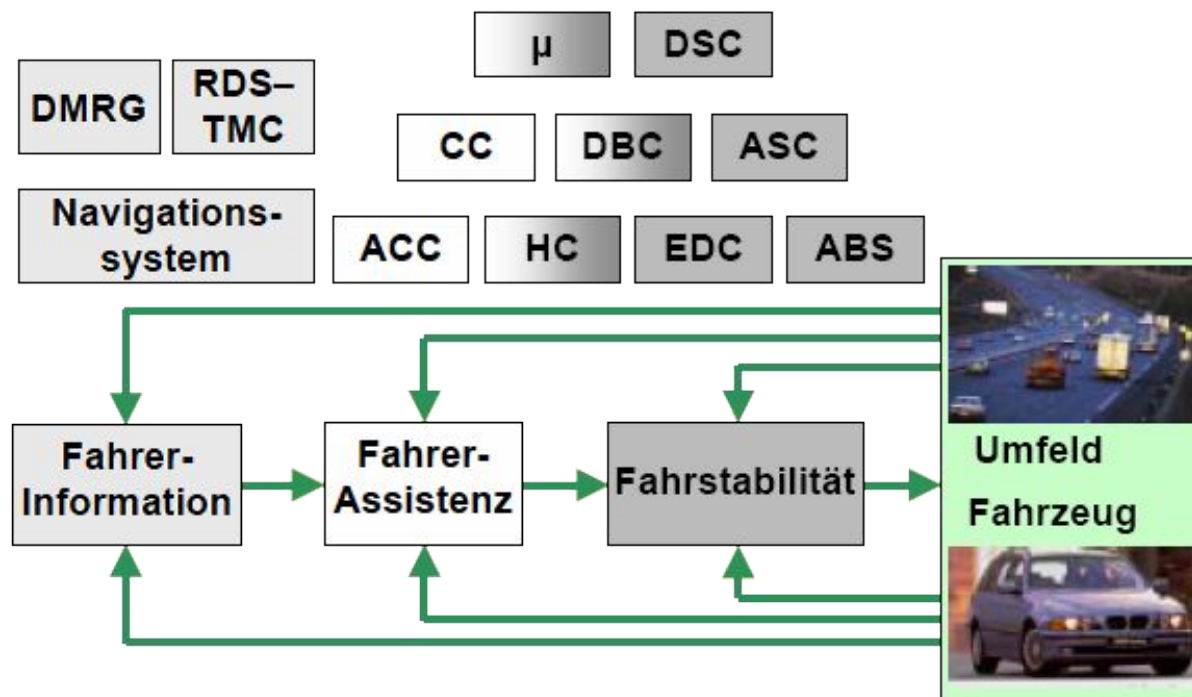 µ
DSC
DMRG
RDS–
TMC
CC
DBC
ASC
Navigations-
system
ACC
HC
EDC
ABS
Fahrer-
Information
Fahrer-
Assistenz
Fahrstabilität
Umfeld
Fahrzeug